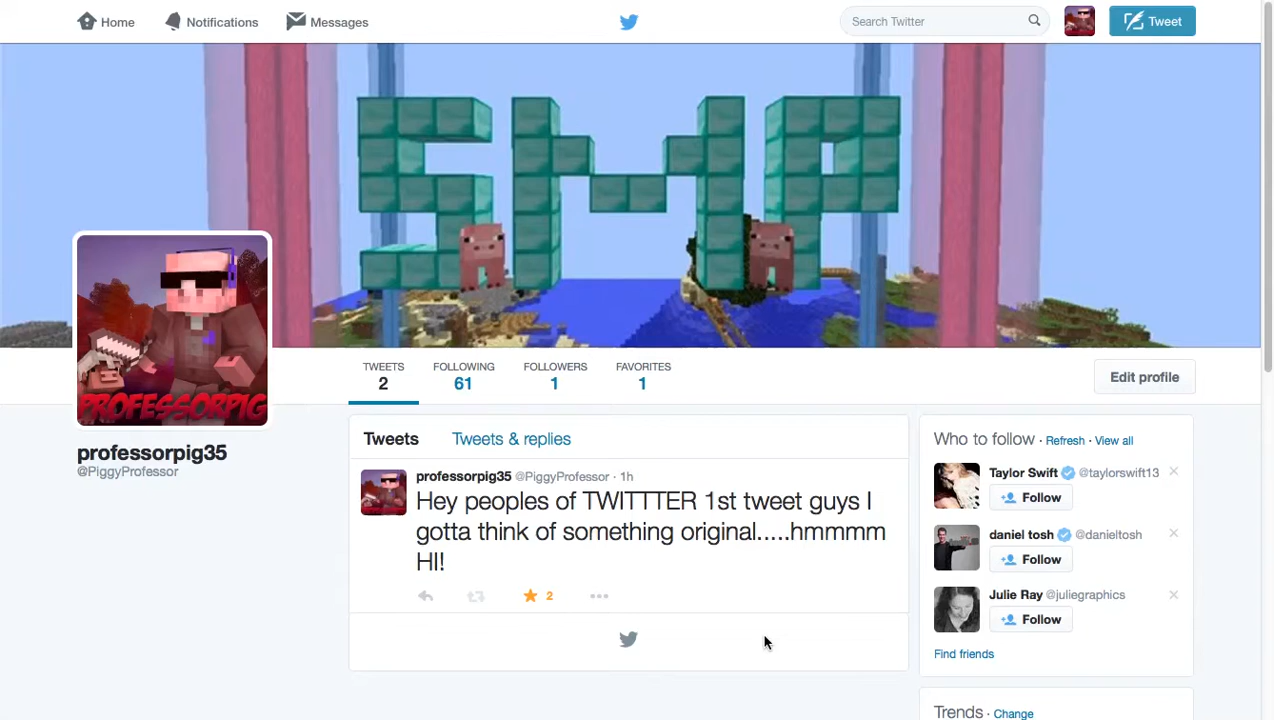 Home
Notifications
Messages
Search Twitter
Tweet
SMP
PROFESSORPIG
TWEETS
2
FOLLOWING
61
FOLLOWERS
1
FAVORITES
1
Edit profile
professorpig35
@PiggyProfessor
Tweets
Tweets & replies
professorpig35 @PiggyProfessor · 1h
Hey peoples of TWITTTER 1st tweet guys I
gotta think of something original.....hmmmm
HI!
2
Who to follow · Refresh · View all
Taylor Swift @taylorswift13
Follow
daniel tosh @danieltosh
Follow
Julie Ray @juliegraphics
Follow
Find friends
Trends · Change